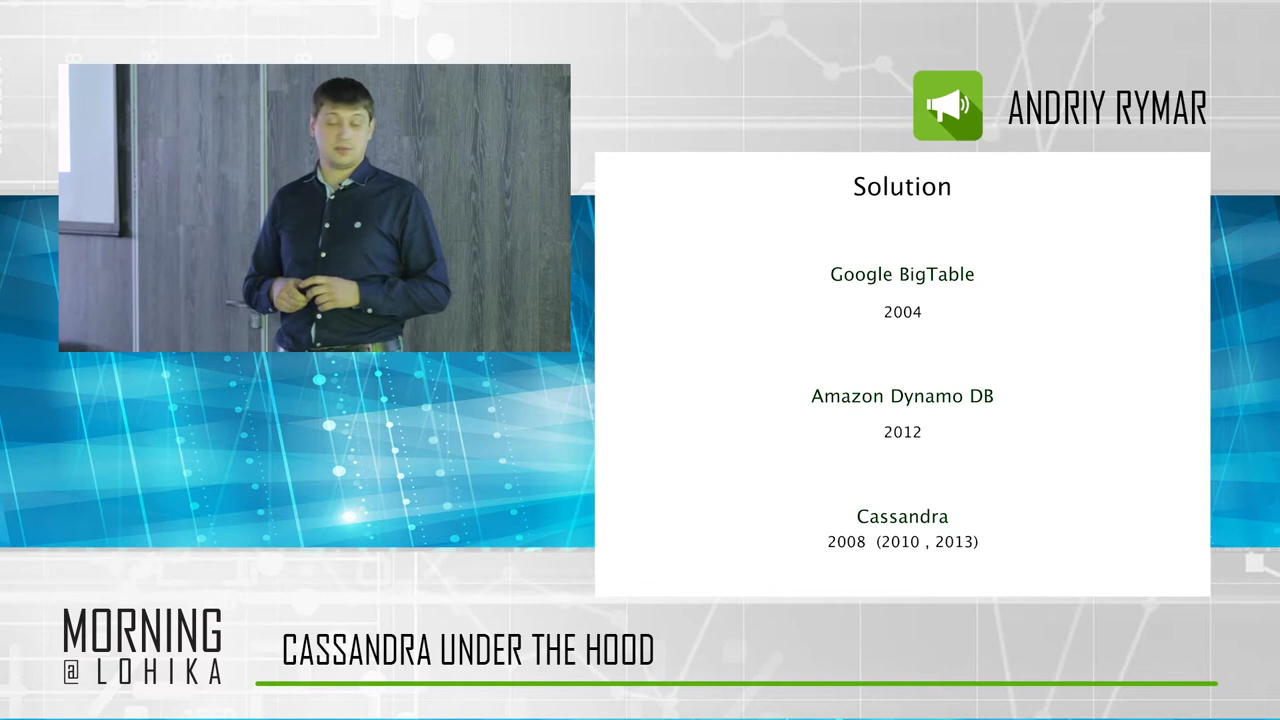 ANDRIY RYMAR
Solution
Google BigTable
2004
Amazon Dynamo DB
2012
Cassandra
2008 (2010 , 2013)
MORNING
@ LOHIKA
CASSANDRA UNDER THE HOOD